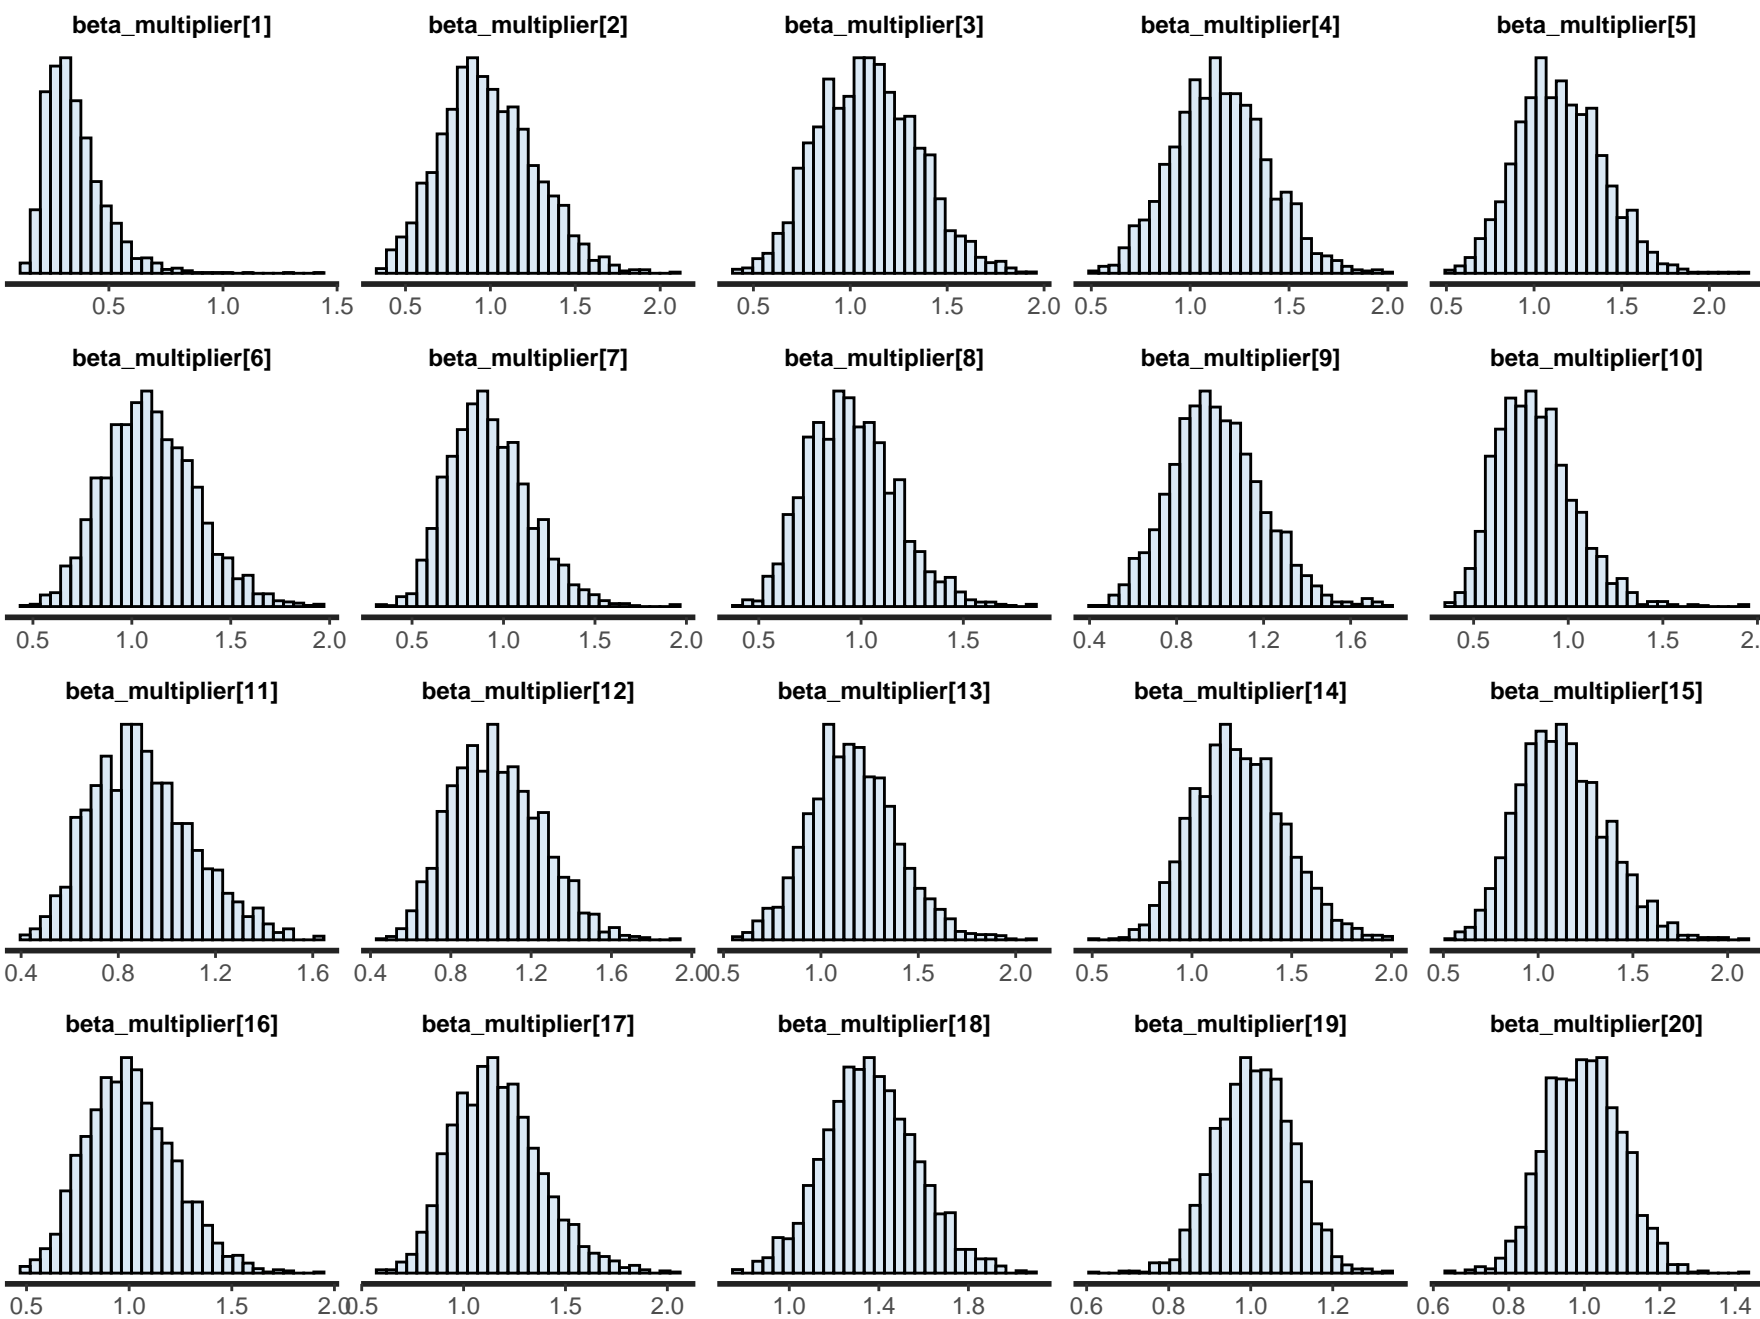 beta_multiplier[1] beta_multiplier[2] beta_multiplier[3] beta_multiplier[4] beta_multiplier[5]
0.5 1.0 1.5 0.5 1.0 1.5 2.0 0.5 1.0 1.5 2.0 0.5 1.0 1.5 2.0 0.5 1.0 1.5 2.0
beta_multiplier[6] beta_multiplier[7] beta_multiplier[8] beta_multiplier[9] beta_multiplier[10]
0.5 1.0 1.5 2.0 0.5 1.0 1.5 2.0 0.5 1.0 1.5 0.4 0.8 1.2 1.6 0.5 1.0 1.5 2.
beta_multiplier[11] beta_multiplier[12] beta_multiplier[13] beta_multiplier[14] beta_multiplier[15]
0.4 0.8 1.2 1.6 0.4 0.8 1.2 1.6 2.0 0.5 1.0 1.5 2.0 0.5 1.0 1.5 2.0 0.5 1.0 1.5 2.0
beta_multiplier[16] beta_multiplier[17] beta_multiplier[18] beta_multiplier[19] beta_multiplier[20]
0.5 1.0 1.5 2.0 0.5 1.0 1.5 2.0 1.0 1.4 1.8 0.6 0.8 1.0 1.2 0.6 0.8 1.0 1.2 1.4